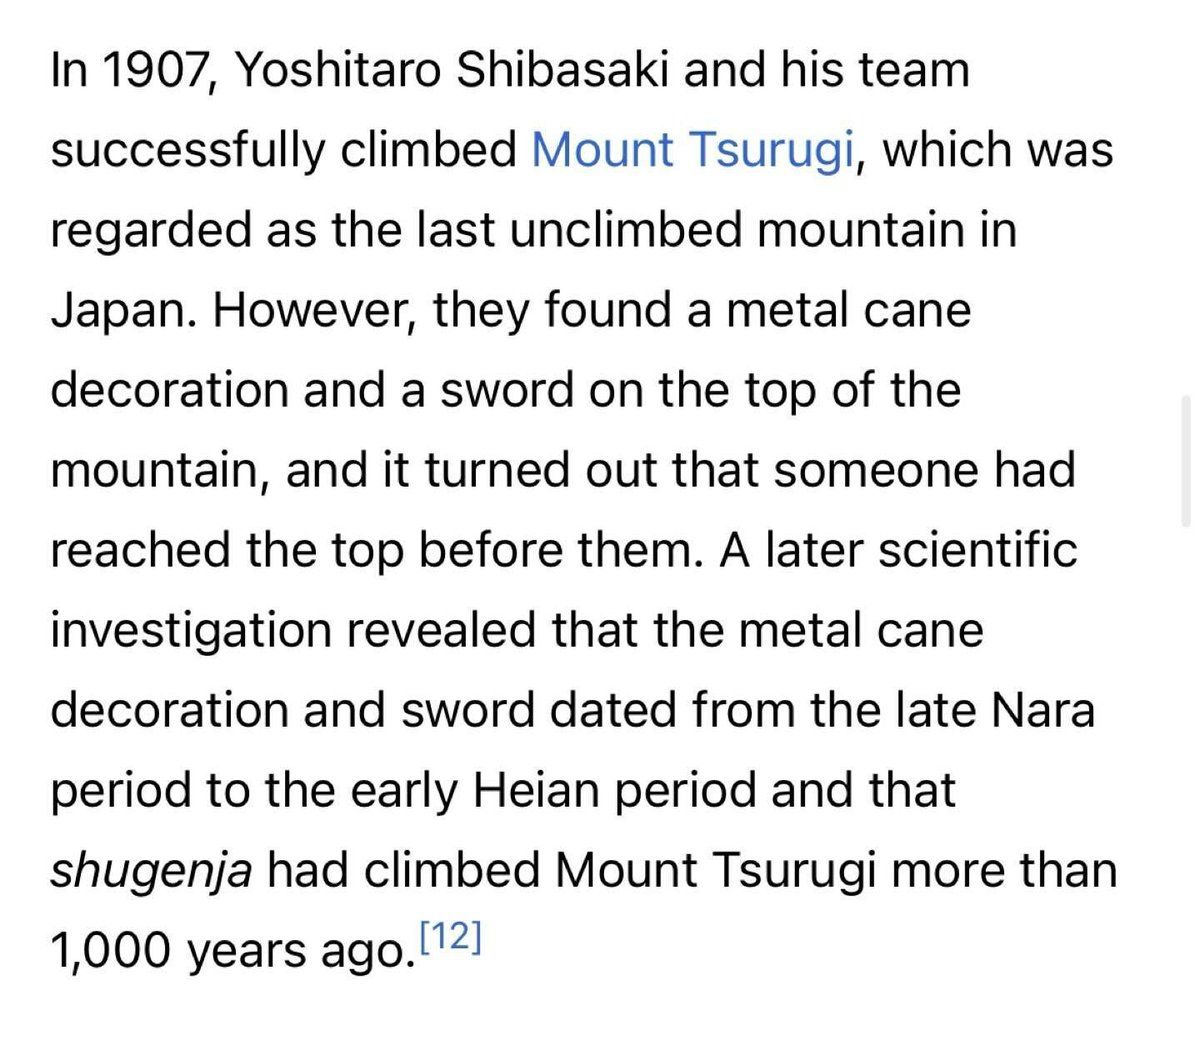 In 1907, Yoshitaro Shibasaki and his team
successfully climbed Mount Tsurugi, which was
regarded as the last unclimbed mountain in
Japan. However, they found a metal cane
decoration and a sword on the top of the
mountain, and it turned out that someone had
reached the top before them. A later scientific
investigation revealed that the metal cane
decoration and sword dated from the late Nara
period to the early Heian period and that
shugenja had climbed Mount Tsurugi more than
1,000 years ago.[12]